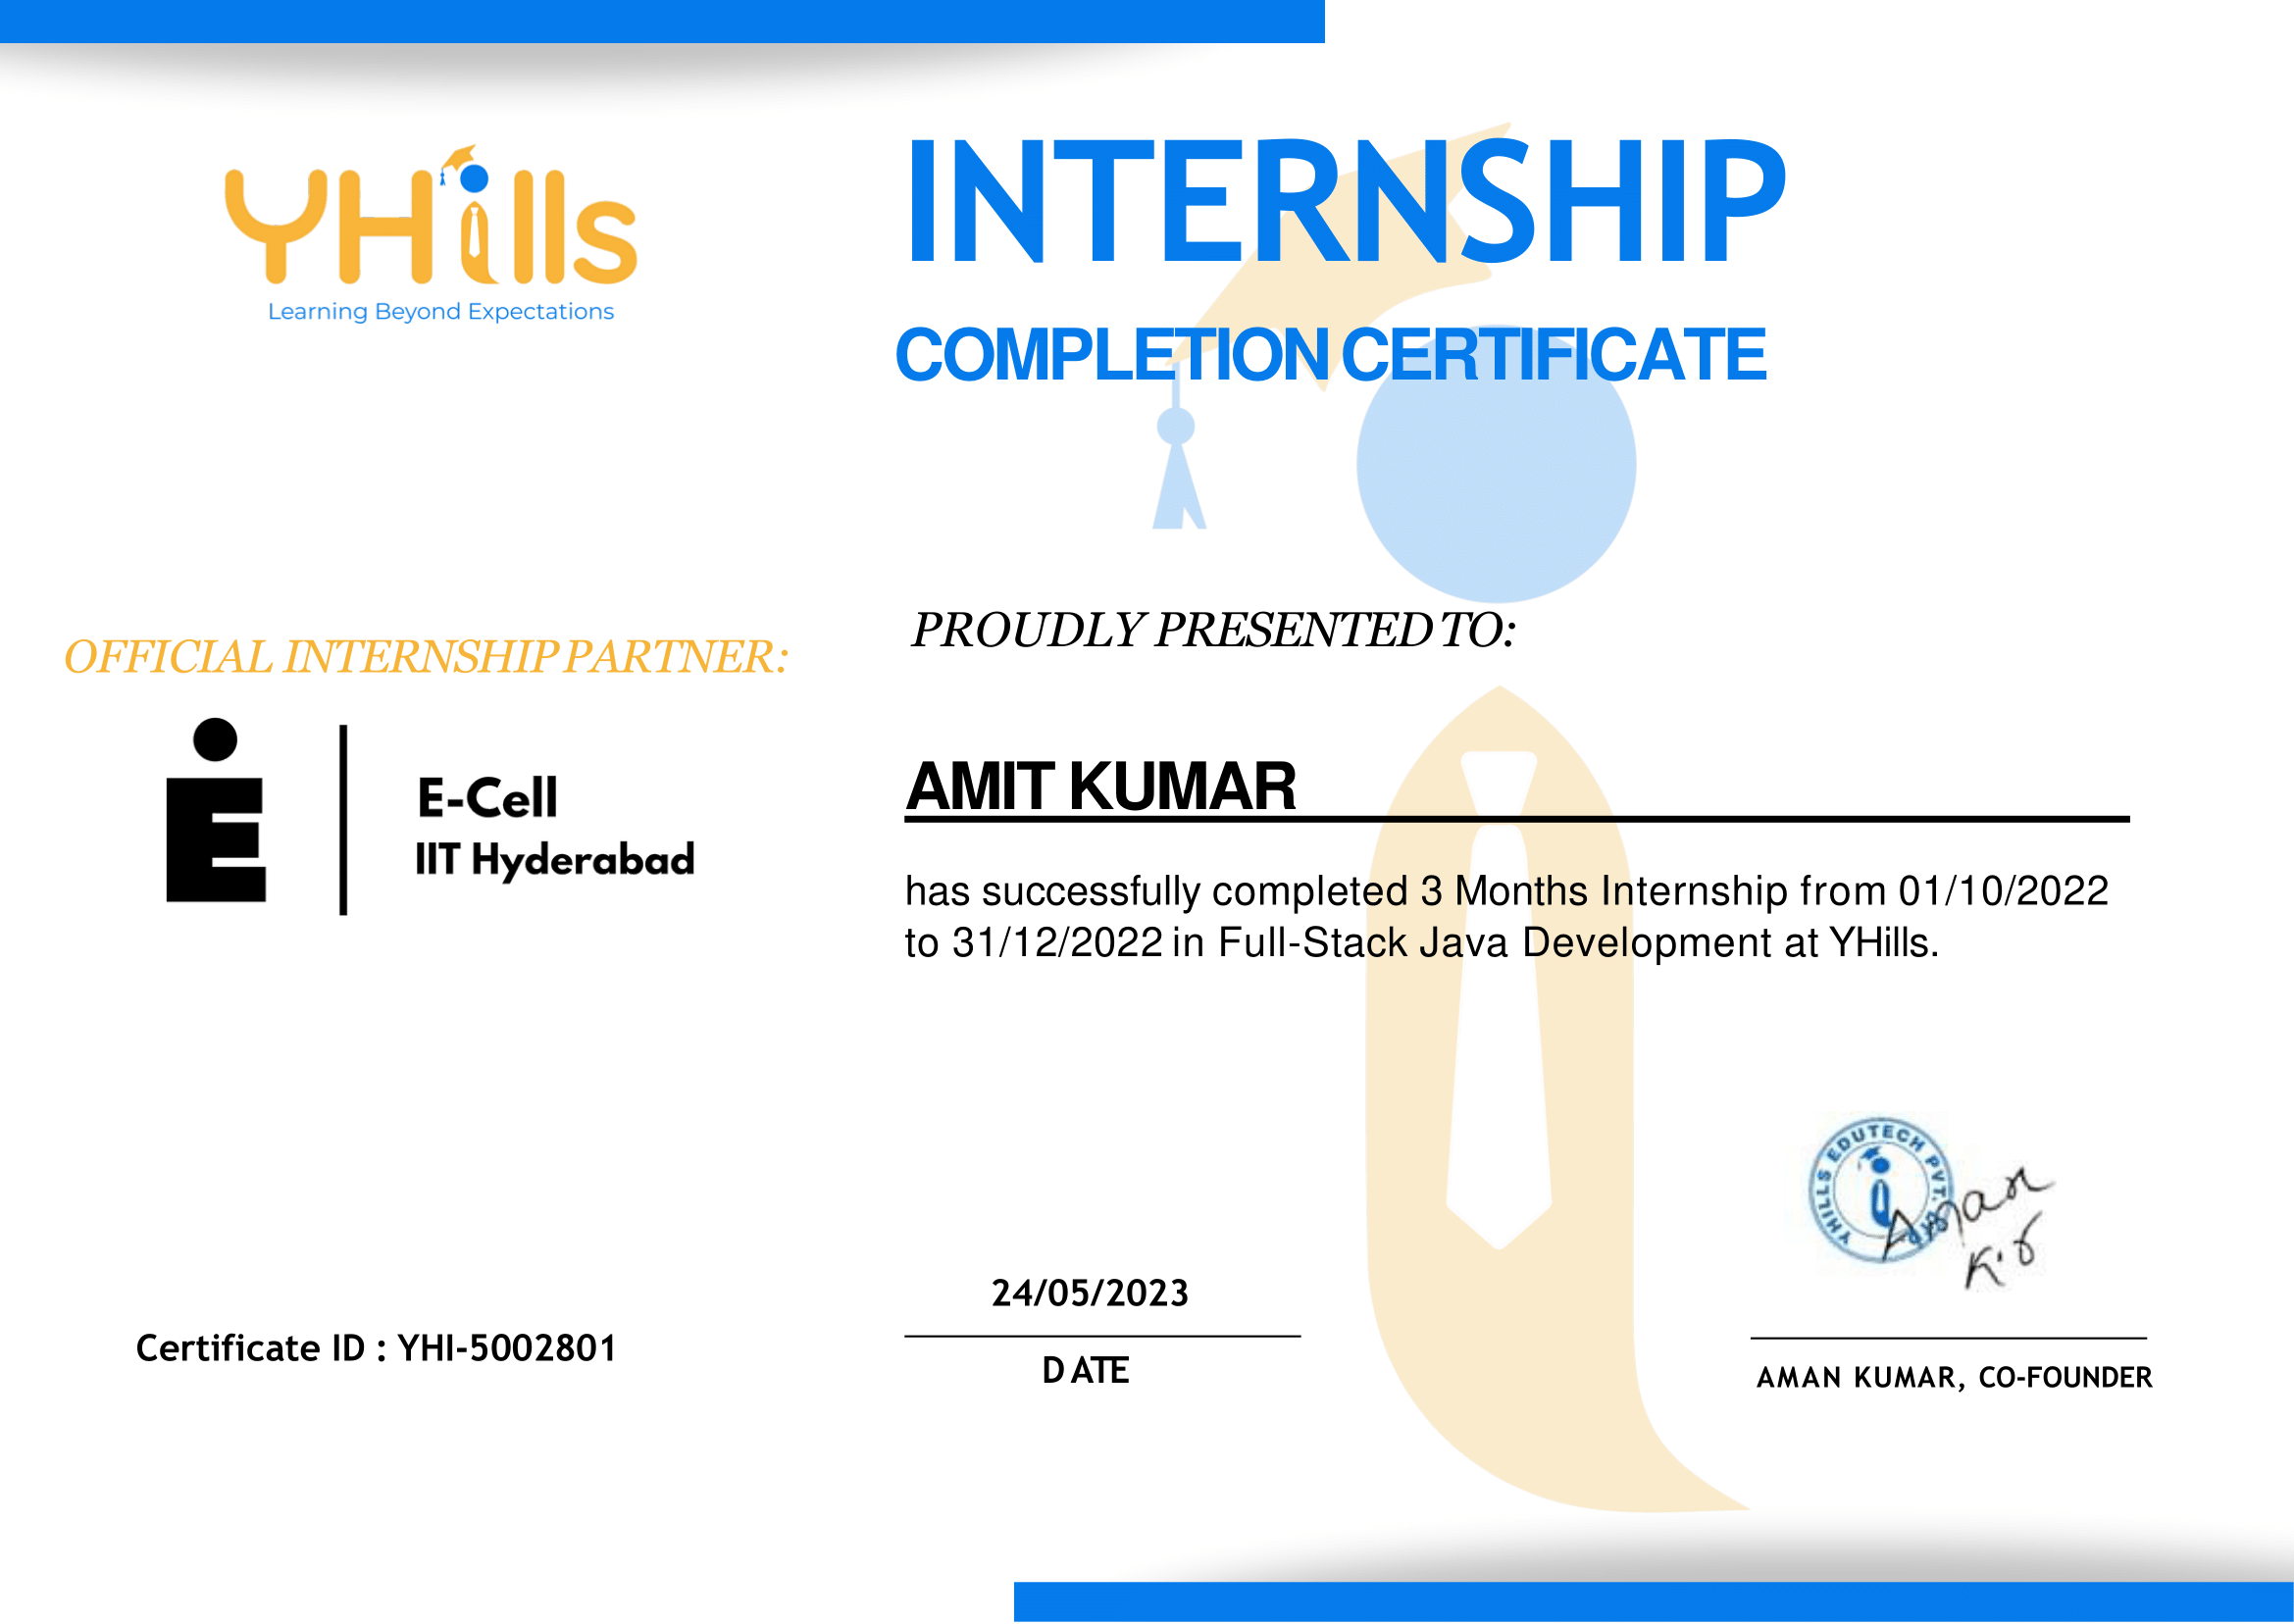 YHills
Learning Beyond Expectations
INTERNSHIP
COMPLETION CERTIFICATE
OFFICIAL INTERNSHIP PARTNER:
E-Cell
IIT Hyderabad
PROUDLY PRESENTED TO:
AMIT KUMAR
has successfully completed 3 Months Internship from 01/10/2022
to 31/12/2022 in Full-Stack Java Development at YHills.
YHILLS EDUTECH PVT.
Aman
24/05/2023
Certificate ID : YHI-5002801
DATE
AMAN KUMAR, CO-FOUNDER